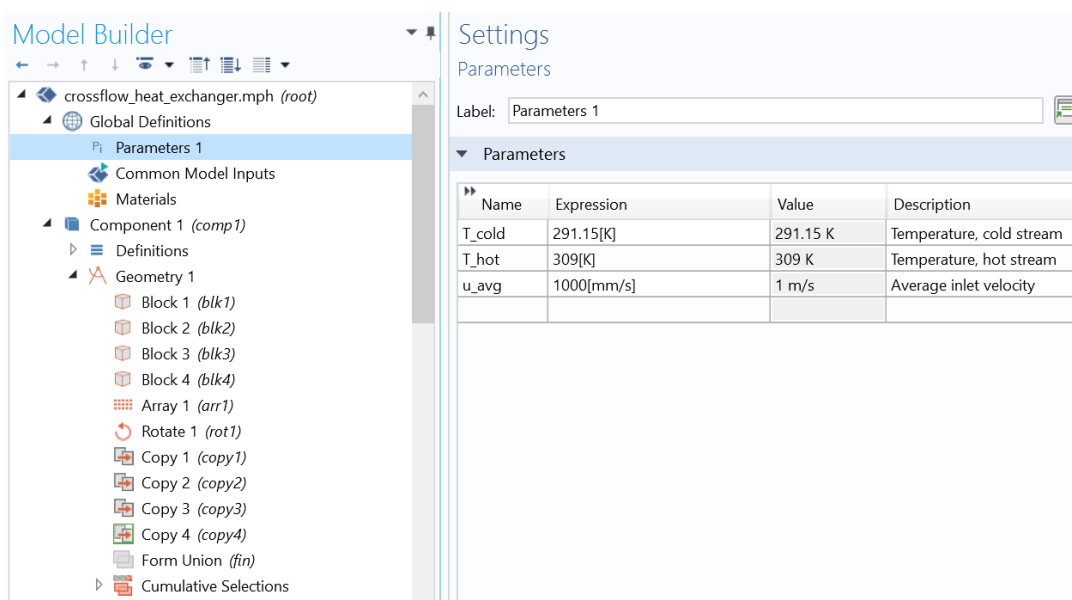 Model Builder
crossflow_heat_exchanger.mph (root)
Global Definitions
Pi Parameters 1
Common Model Inputs
Materials
Component 1 (comp1)
Definitions
Geometry 1
Block 1 (blk1)
Block 2 (blk2)
Block 3 (blk3)
Block 4 (blk4)
Array 1 (arr1)
Rotate 1 (rot1)
Copy 1 (copy1)
Copy 2 (copy2)
Copy 3 (copy3)
Copy 4 (copy4)
Form Union (fin)
Cumulative Selections
Settings
Parameters
Label: Parameters 1
Parameters
Name Expression Value Description
T_cold 291.15[K] 291.15 K Temperature, cold stream
T_hot 309[K] 309 K Temperature, hot stream
u_avg 1000[mm/s] 1 m/s Average inlet velocity